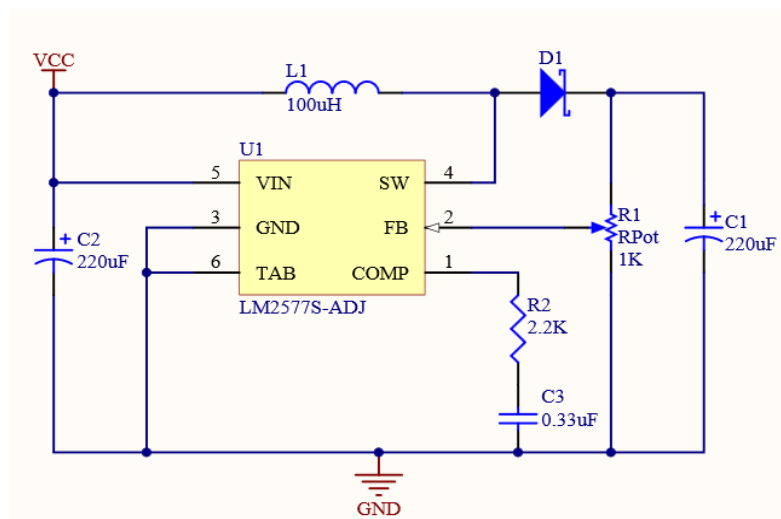 VCC
L1
100uH
D1
U1
5
VIN
SW
4
3
GND
FB
2
6
TAB
COMP
1
LM2577S-ADJ
+
C2
220uF
R1
RPot
1K
+
C1
220uF
R2
2.2K
C3
0.33uF
GND